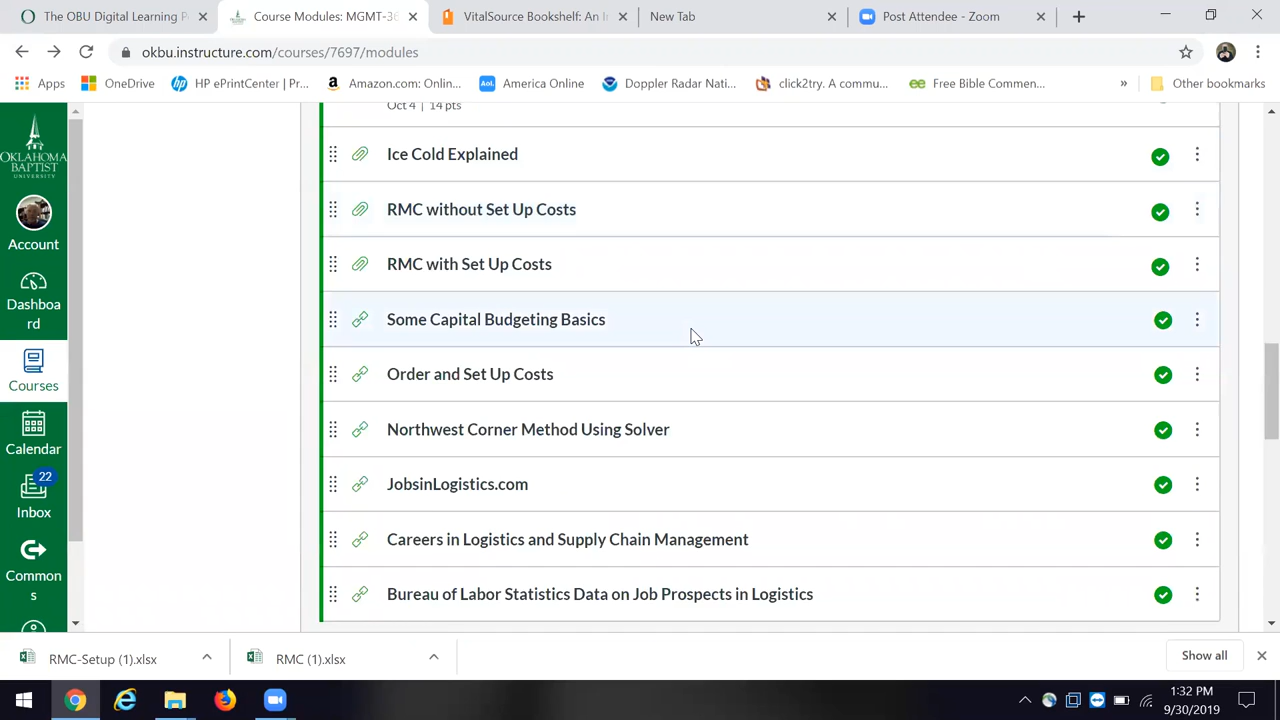 The OBU Digital Learning P
Course Modules: MGMT-36
VitalSource Bookshelf: An In
New Tab
Post Attendee - Zoom
okbu.instructure.com/courses/7697/modules
Apps
OneDrive
HP ePrintCenter | Pr...
Amazon.com: Onlin...
Aol.
America Online
Doppler Radar Nati...
click2try. A commu...
Free Bible Commen...
»
Other bookmarks
Oct 4 | 14 pts
OKLAHOMA
BAPTIST
UNIVERSITY
Account
Dashboa
rd
Courses
Calendar
22
Inbox
Common
s
Ice Cold Explained
RMC without Set Up Costs
RMC with Set Up Costs
Some Capital Budgeting Basics
Order and Set Up Costs
Northwest Corner Method Using Solver
JobsinLogistics.com
Careers in Logistics and Supply Chain Management
Bureau of Labor Statistics Data on Job Prospects in Logistics
RMC-Setup (1).xlsx
RMC (1).xlsx
Show all
1:32 PM
9/30/2019